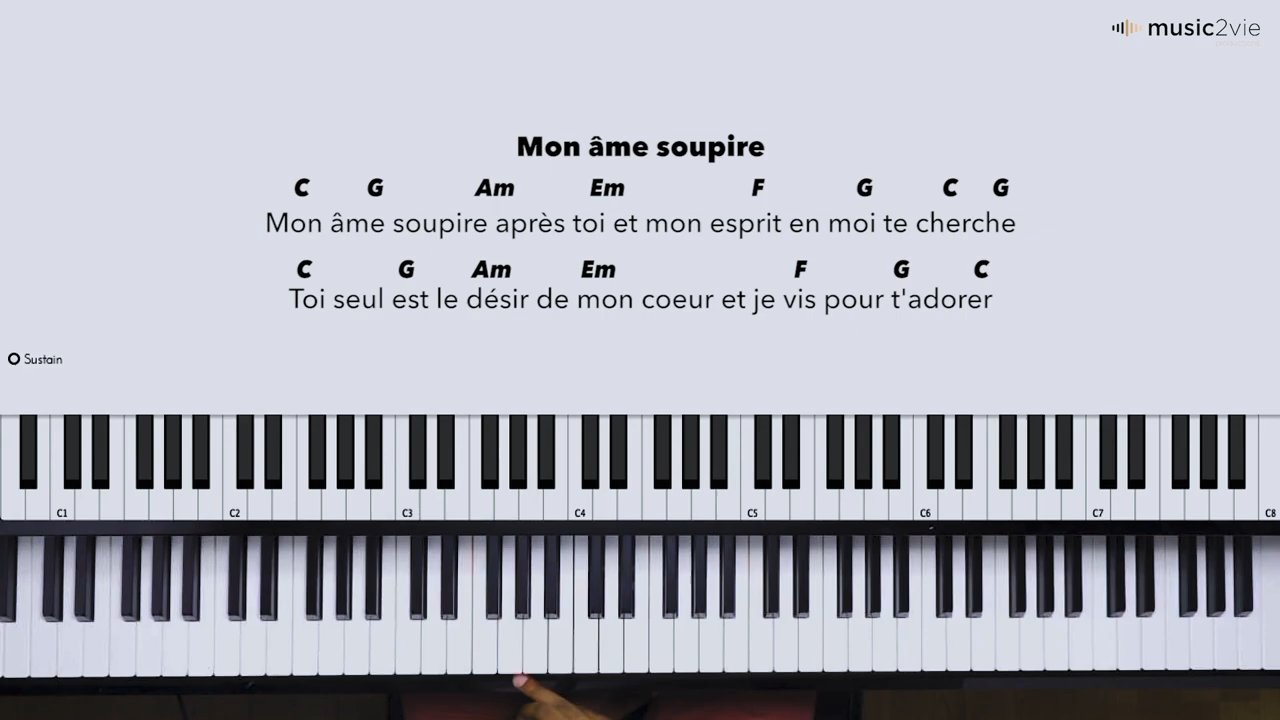 music2vie
Mon âme soupire
C G Am Em F G C G
Mon âme soupire après toi et mon esprit en moi te cherche
C G Am Em F G C
Toi seul est le désir de mon coeur et je vis pour t'adorer
Sustain
C1 C2 C3 C4 C5 C6 C7 C8